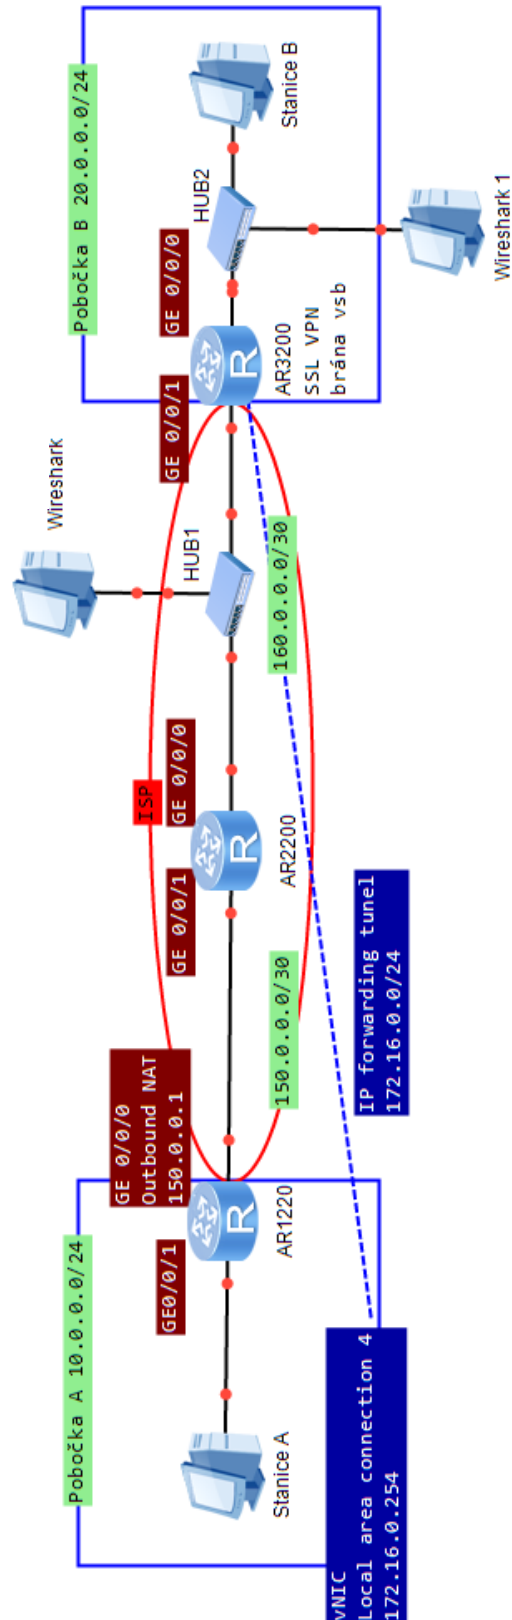 Pobočka A 10.0.0.0/24
Stanice A
GE0/0/1
AR1220
GE 0/0/0
Outbound NAT
150.0.0.1
vNIC
Local area connection 4
172.16.0.254
150.0.0.0/30
IP forwarding tunel
172.16.0.0/24
ISP
GE 0/0/1
AR2200
GE 0/0/0
Wireshark
HUB1
160.0.0.0/30
GE 0/0/1
AR3200
SSL VPN
brána vsb
GE 0/0/0
Pobočka B 20.0.0.0/24
HUB2
Stanice B
Wireshark 1